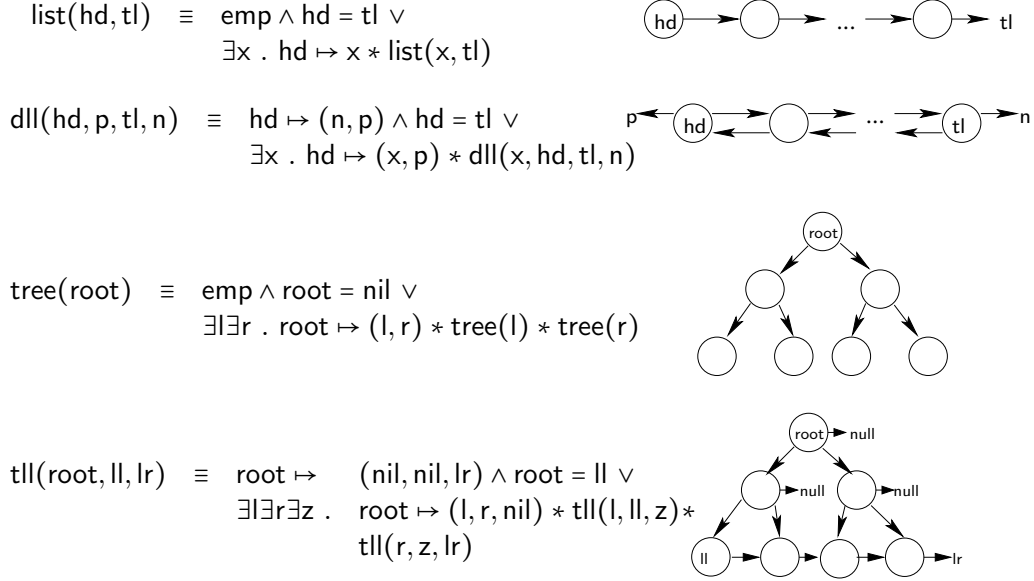 list(hd, tl) ≡ emp ∧ hd = tl ∨
∃x . hd ↦ x * list(x, tl)
hd ... tl
dll(hd, p, tl, n) ≡ hd ↦ (n, p) ∧ hd = tl ∨
∃x . hd ↦ (x, p) * dll(x, hd, tl, n)
p hd ... tl n
tree(root) ≡ emp ∧ root = nil ∨
∃l∃r . root ↦ (l, r) * tree(l) * tree(r)
root
tll(root, ll, lr) ≡ root ↦ (nil, nil, lr) ∧ root = ll ∨
∃l∃r∃z . root ↦ (l, r, nil) * tll(l, ll, z)*
tll(r, z, lr)
root null
null null
ll lr